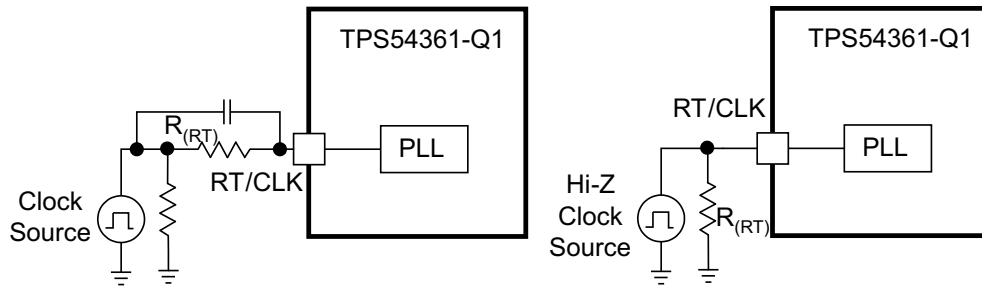 TPS54361-Q1
R(RT)
RT/CLK
PLL
Clock
Source
TPS54361-Q1
RT/CLK
PLL
Hi-Z
Clock
Source
R(RT)